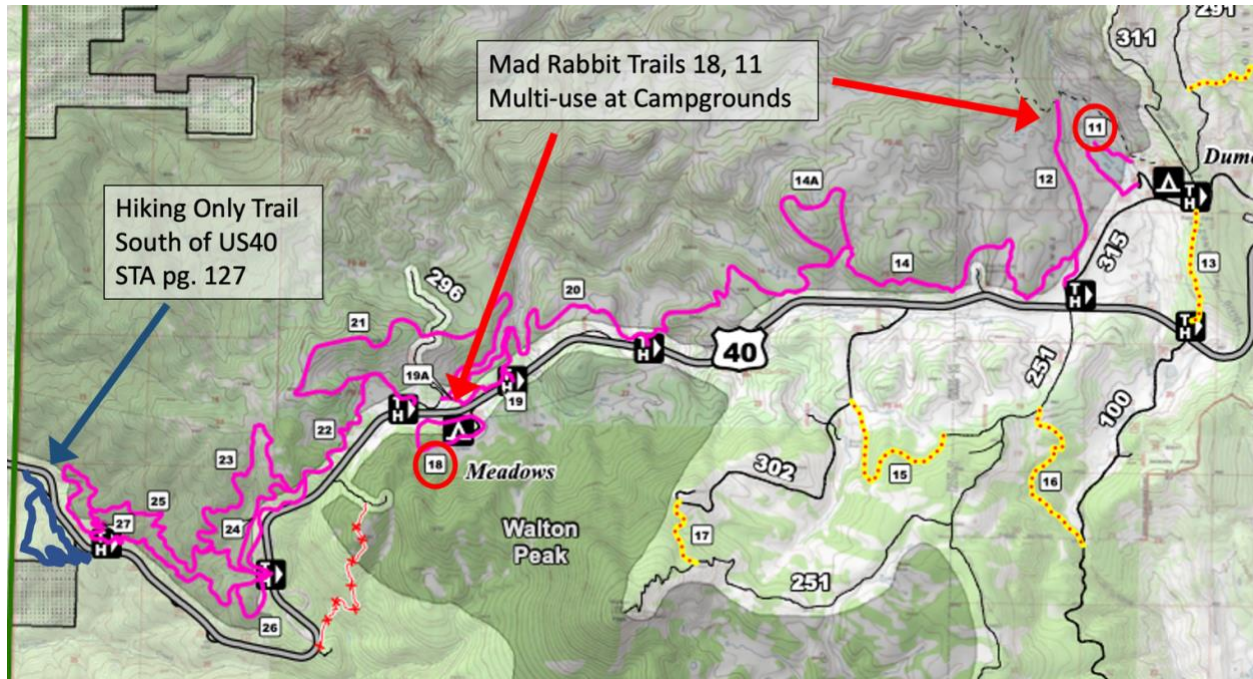 291
311
Mad Rabbit Trails 18, 11
Multi-use at Campgrounds
11
Dum
12
14A
T H
Hiking Only Trail
South of US40
STA pg. 127
296
20
14
315
13
21
T H
T H
T H
40
19A
T H
19
T H
251
100
22
18
Meadows
23
302
15
16
25
24
27
T H
Walton
Peak
17
T H
251
26